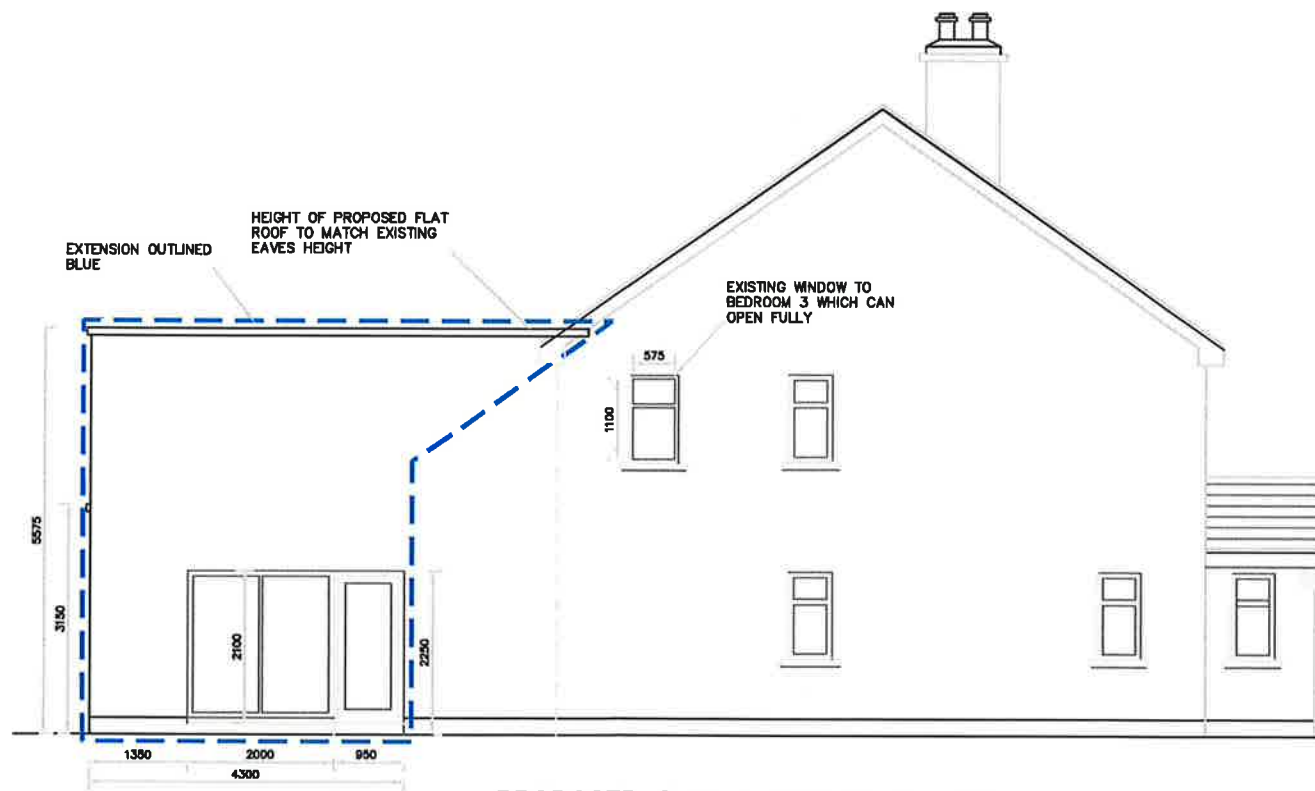 EXTENSION OUTLINED
BLUE
HEIGHT OF PROPOSED FLAT
ROOF TO MATCH EXISTING
EAVES HEIGHT
EXISTING WINDOW TO
BEDROOM 3 WHICH CAN
OPEN FULLY
575
1100
5575
3150
2100
2250
1350
2000
950
4300